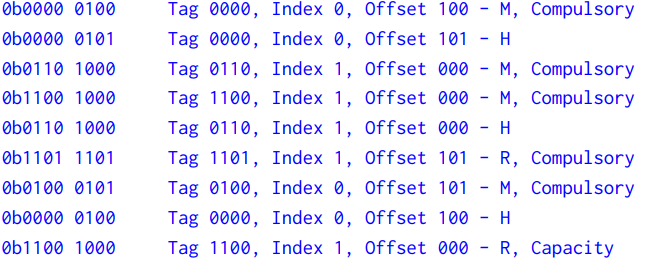 0b0000 0100 Tag 0000, Index 0, Offset 100 - M, Compulsory
0b0000 0101 Tag 0000, Index 0, Offset 101 - H
0b0110 1000 Tag 0110, Index 1, Offset 000 - M, Compulsory
0b1100 1000 Tag 1100, Index 1, Offset 000 - M, Compulsory
0b0110 1000 Tag 0110, Index 1, Offset 000 - H
0b1101 1101 Tag 1101, Index 1, Offset 101 - R, Compulsory
0b0100 0101 Tag 0100, Index 0, Offset 101 - M, Compulsory
0b0000 0100 Tag 0000, Index 0, Offset 100 - H
0b1100 1000 Tag 1100, Index 1, Offset 000 - R, Capacity